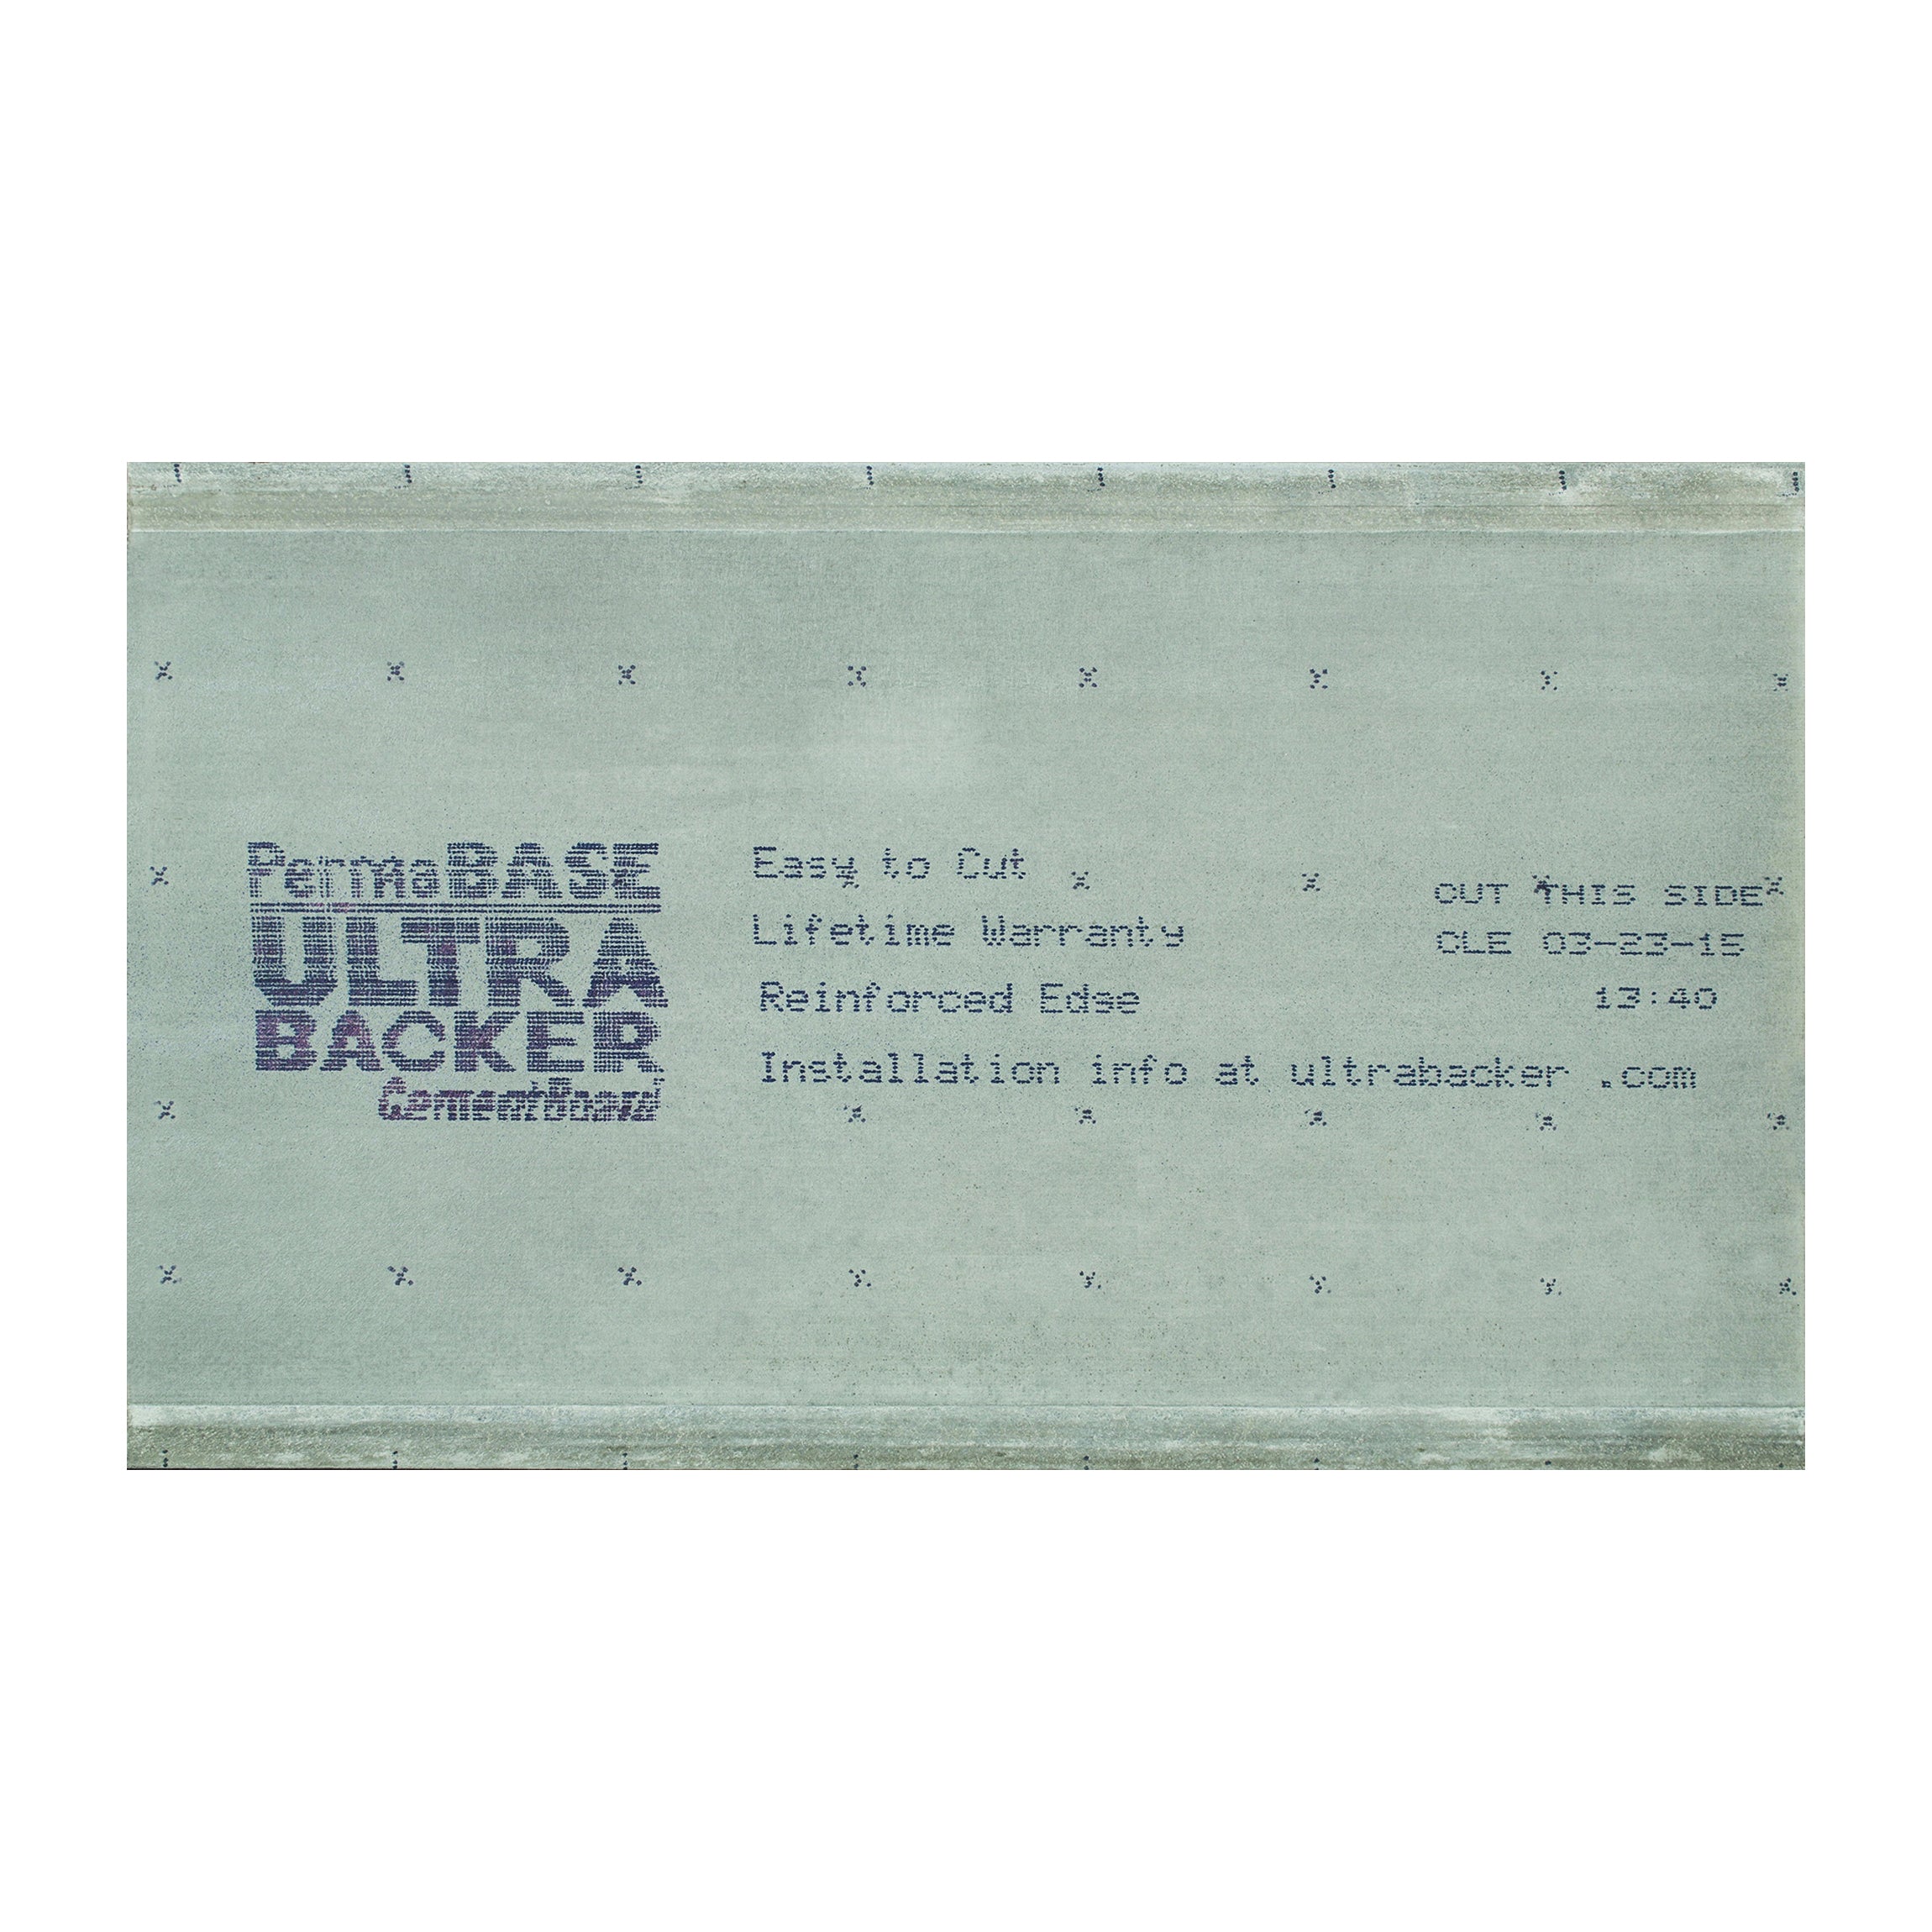 PermaBASE
ULTRA
BACKER
CementBoard
Easy to Cut
Lifetime Warranty
Reinforced Edge
Installation info at ultrabacker .com
CUT THIS SIDE
CLE 03-23-15
13:40